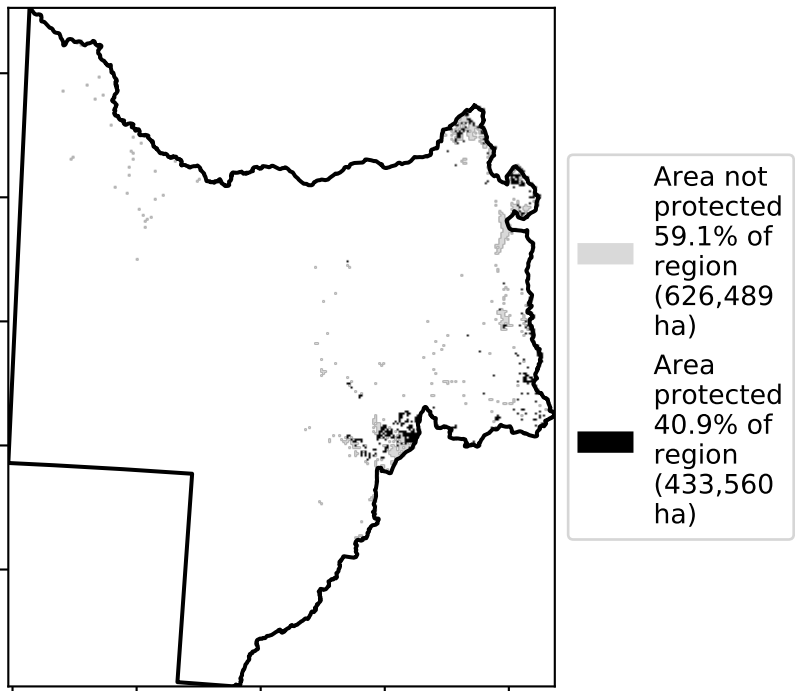 Area not
protected
59.1% of
region
(626,489
ha)
Area
protected
40.9% of
region
(433,560
ha)